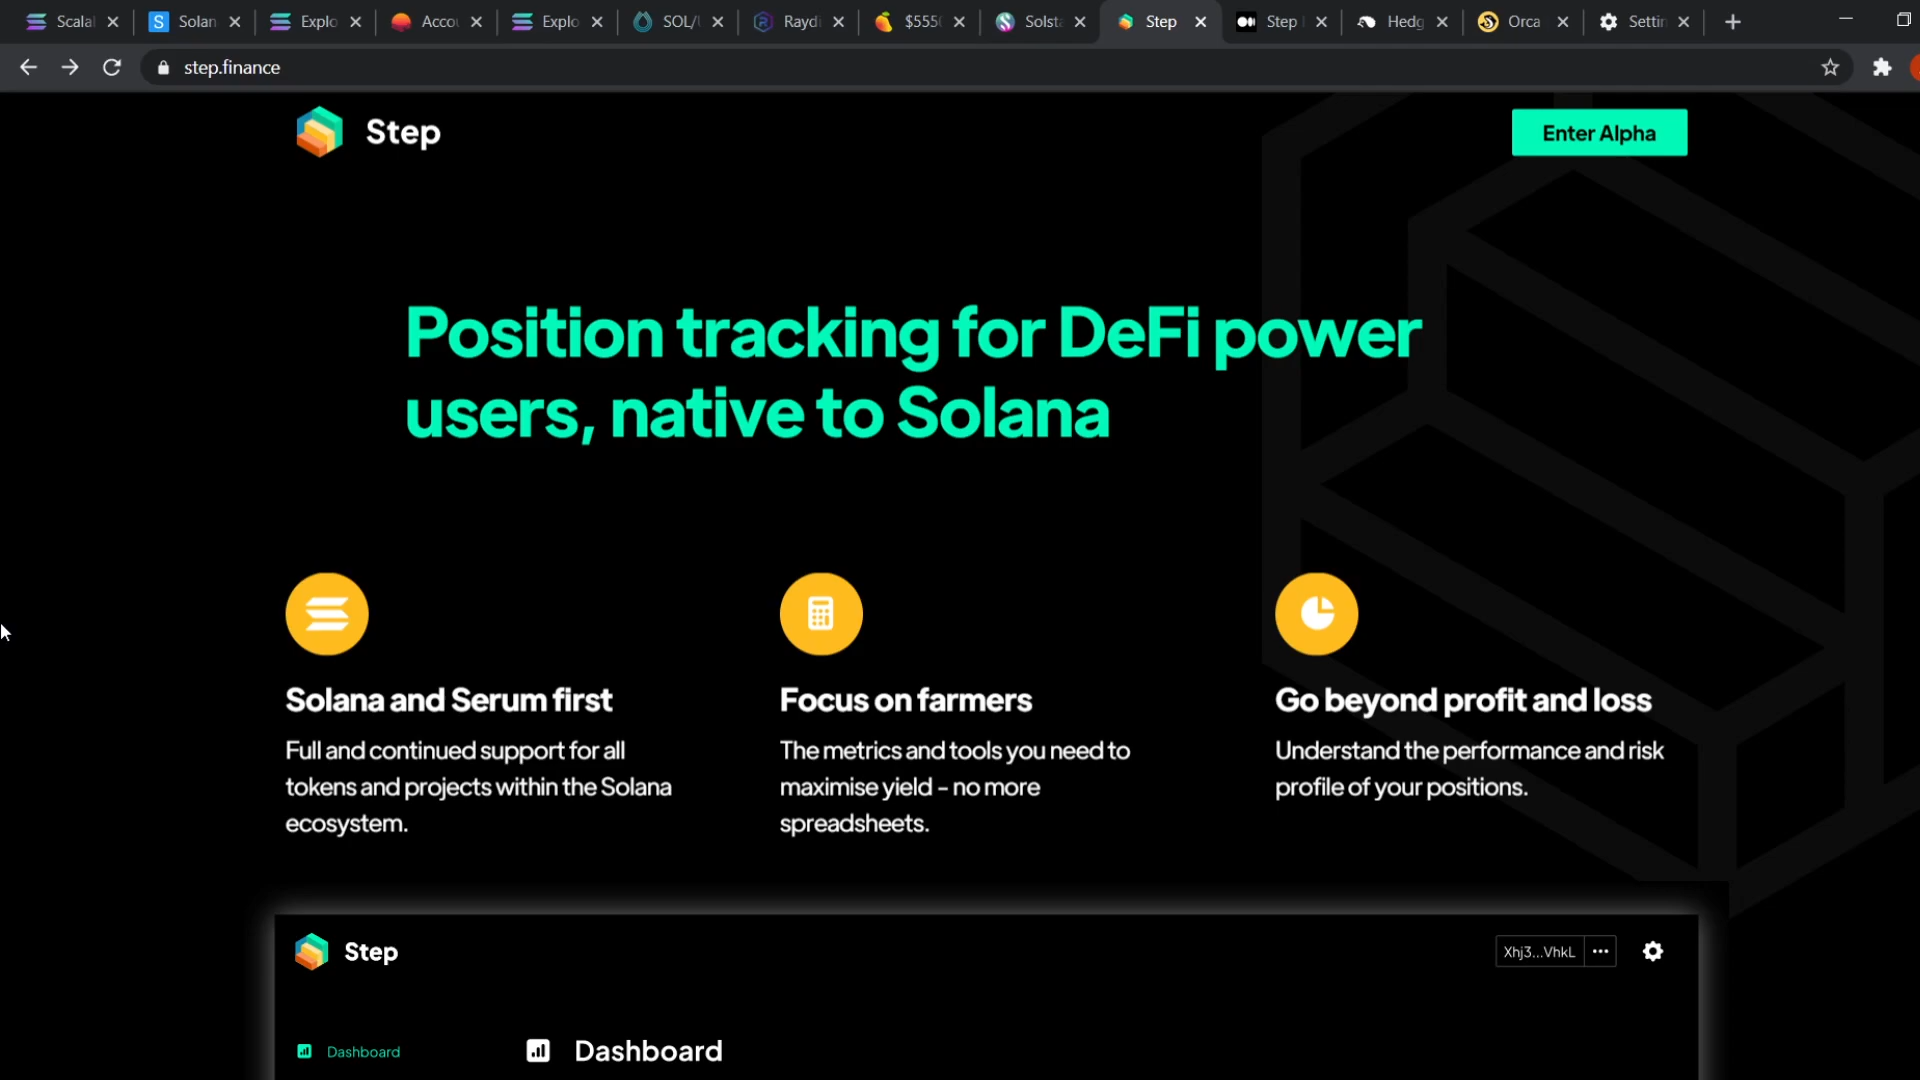 Scalal
Solan
Explo
Accou
Explo
SOL/U
Raydi
$555
Solsta
Step
Step
Hedg
Orca
Settin
step.finance
Step
Enter Alpha
Position tracking for DeFi power
users, native to Solana
Solana and Serum first
Full and continued support for all
tokens and projects within the Solana
ecosystem.
Focus on farmers
The metrics and tools you need to
maximise yield – no more
spreadsheets.
Go beyond profit and loss
Understand the performance and risk
profile of your positions.
Step
Xhj3...VhkL
Dashboard
Dashboard